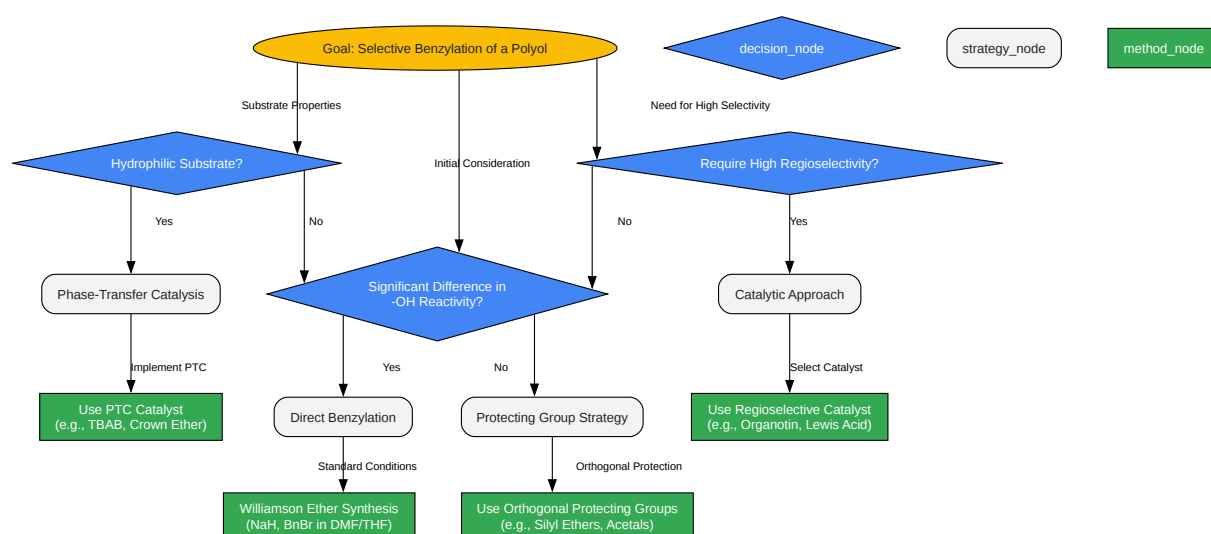 Goal: Selective Benzylation of a Polyol
decision_node
strategy_node
method_node
Substrate Properties
Need for High Selectivity
Hydrophilic Substrate?
Initial Consideration
Require High Regioselectivity?
Yes
No
No
Yes
Phase-Transfer Catalysis
Significant Difference in
-OH Reactivity?
Catalytic Approach
Implement PTC
Yes
No
Select Catalyst
Use PTC Catalyst
(e.g., TBAB, Crown Ether)
Direct Benzylation
Protecting Group Strategy
Use Regioselective Catalyst
(e.g., Organotin, Lewis Acid)
Standard Conditions
Orthogonal Protection
Williamson Ether Synthesis
(NaH, BnBr in DMF/THF)
Use Orthogonal Protecting Groups
(e.g., Silyl Ethers, Acetals)